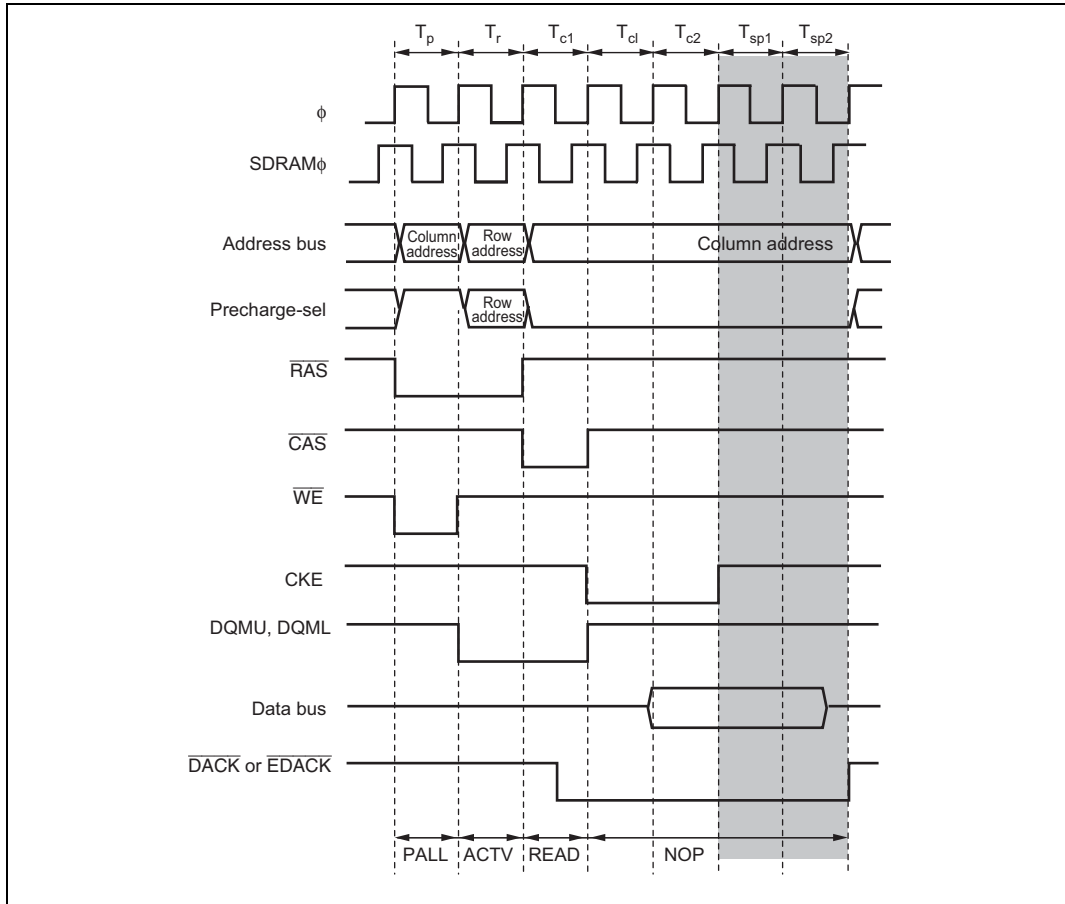 Tp Tr Tc1 Tcl Tc2 Tsp1 Tsp2
ϕ
SDRAMϕ
Address bus
Column
address
Row
address
Column address
Precharge-sel
Row
address
RAS
CAS
WE
CKE
DQMU, DQML
Data bus
DACK or EDACK
PALL ACTV READ NOP